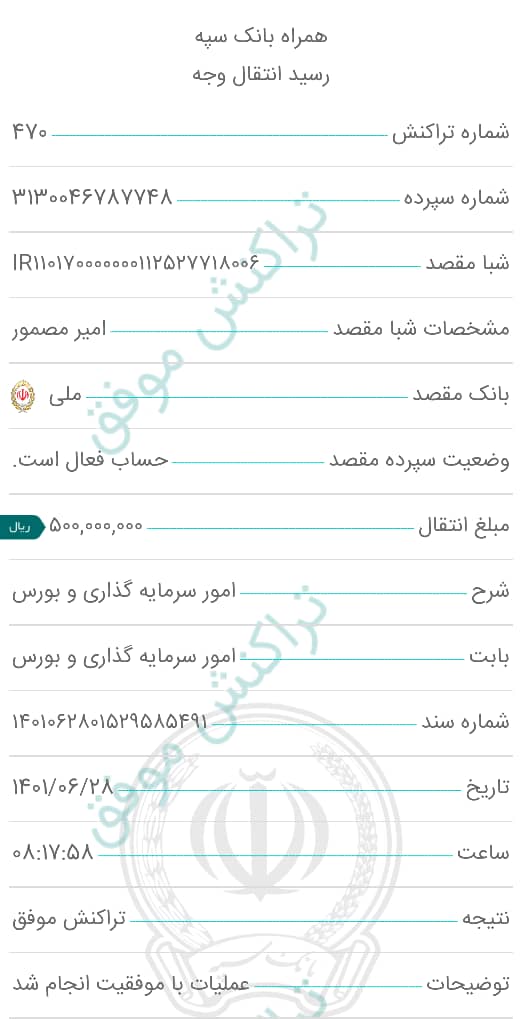 همراه بانک سپه
رسید انتقال وجه
شماره تراکنش ۴۷۰
شماره سپرده ۳۱۳۰۰۴۶۷۸۷۷۴۸
شبا مقصد IR۱۱۰۱۷۰۰۰۰۰۰۰۱۱۲۵۲۷۷۱۸۰۰۶
مشخصات شبا مقصد امیر مصمور
بانک مقصد ملی
وضعیت سپرده مقصد حساب فعال است.
مبلغ انتقال ۵۰۰,۰۰۰,۰۰۰ ریال
شرح امور سرمایه گذاری و بورس
بابت امور سرمایه گذاری و بورس
شماره سند ۱۴۰۱۰۶۲۸۰۱۵۲۹۵۸۵۴۹۱
تاریخ ۱۴۰۱/۰۶/۲۸
ساعت ۰۸:۱۷:۵۸
نتیجه تراکنش موفق
توضیحات عملیات با موفقیت انجام شد
تراکنش موفق
تراکنش موفق
بانک سپه